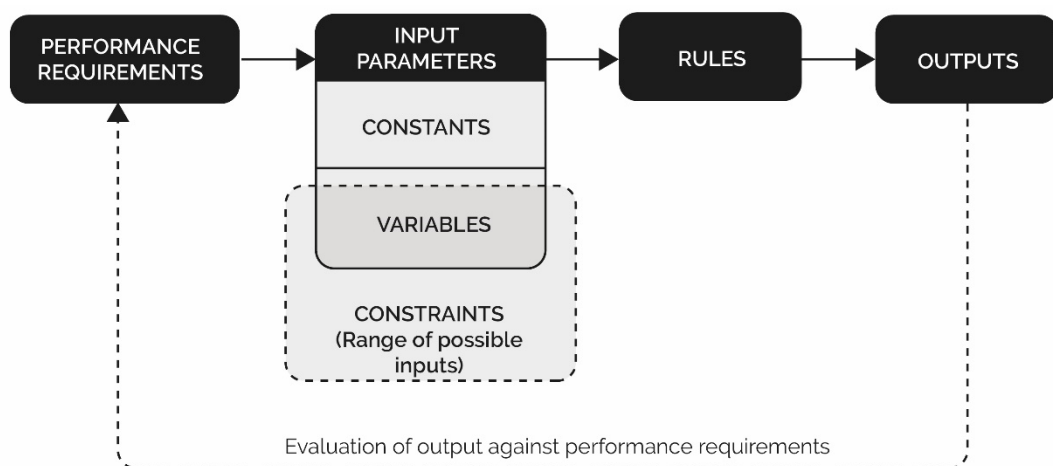 PERFORMANCE
REQUIREMENTS
INPUT
PARAMETERS
RULES
OUTPUTS
CONSTANTS
VARIABLES
CONSTRAINTS
(Range of possible
inputs)
Evaluation of output against performance requirements